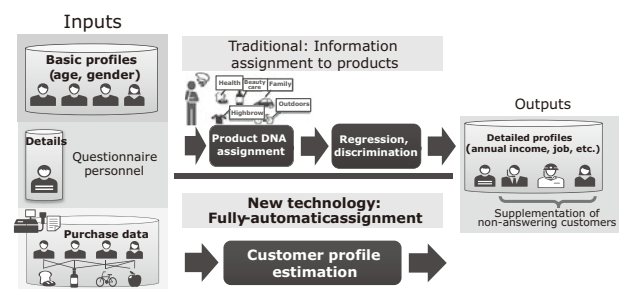 Inputs
Basic profiles
(age, gender)
Details
Questionnaire
personnel
Purchase data
Traditional: Information
assignment to products
Health
Beauty
care
Family
Outdoors
Highbrow
Product DNA
assignment
Regression,
discrimination
New technology:
Fully-automaticassignment
Customer profile
estimation
Outputs
Detailed profiles
(annual income, job, etc.)
Supplementation of
non-answering customers